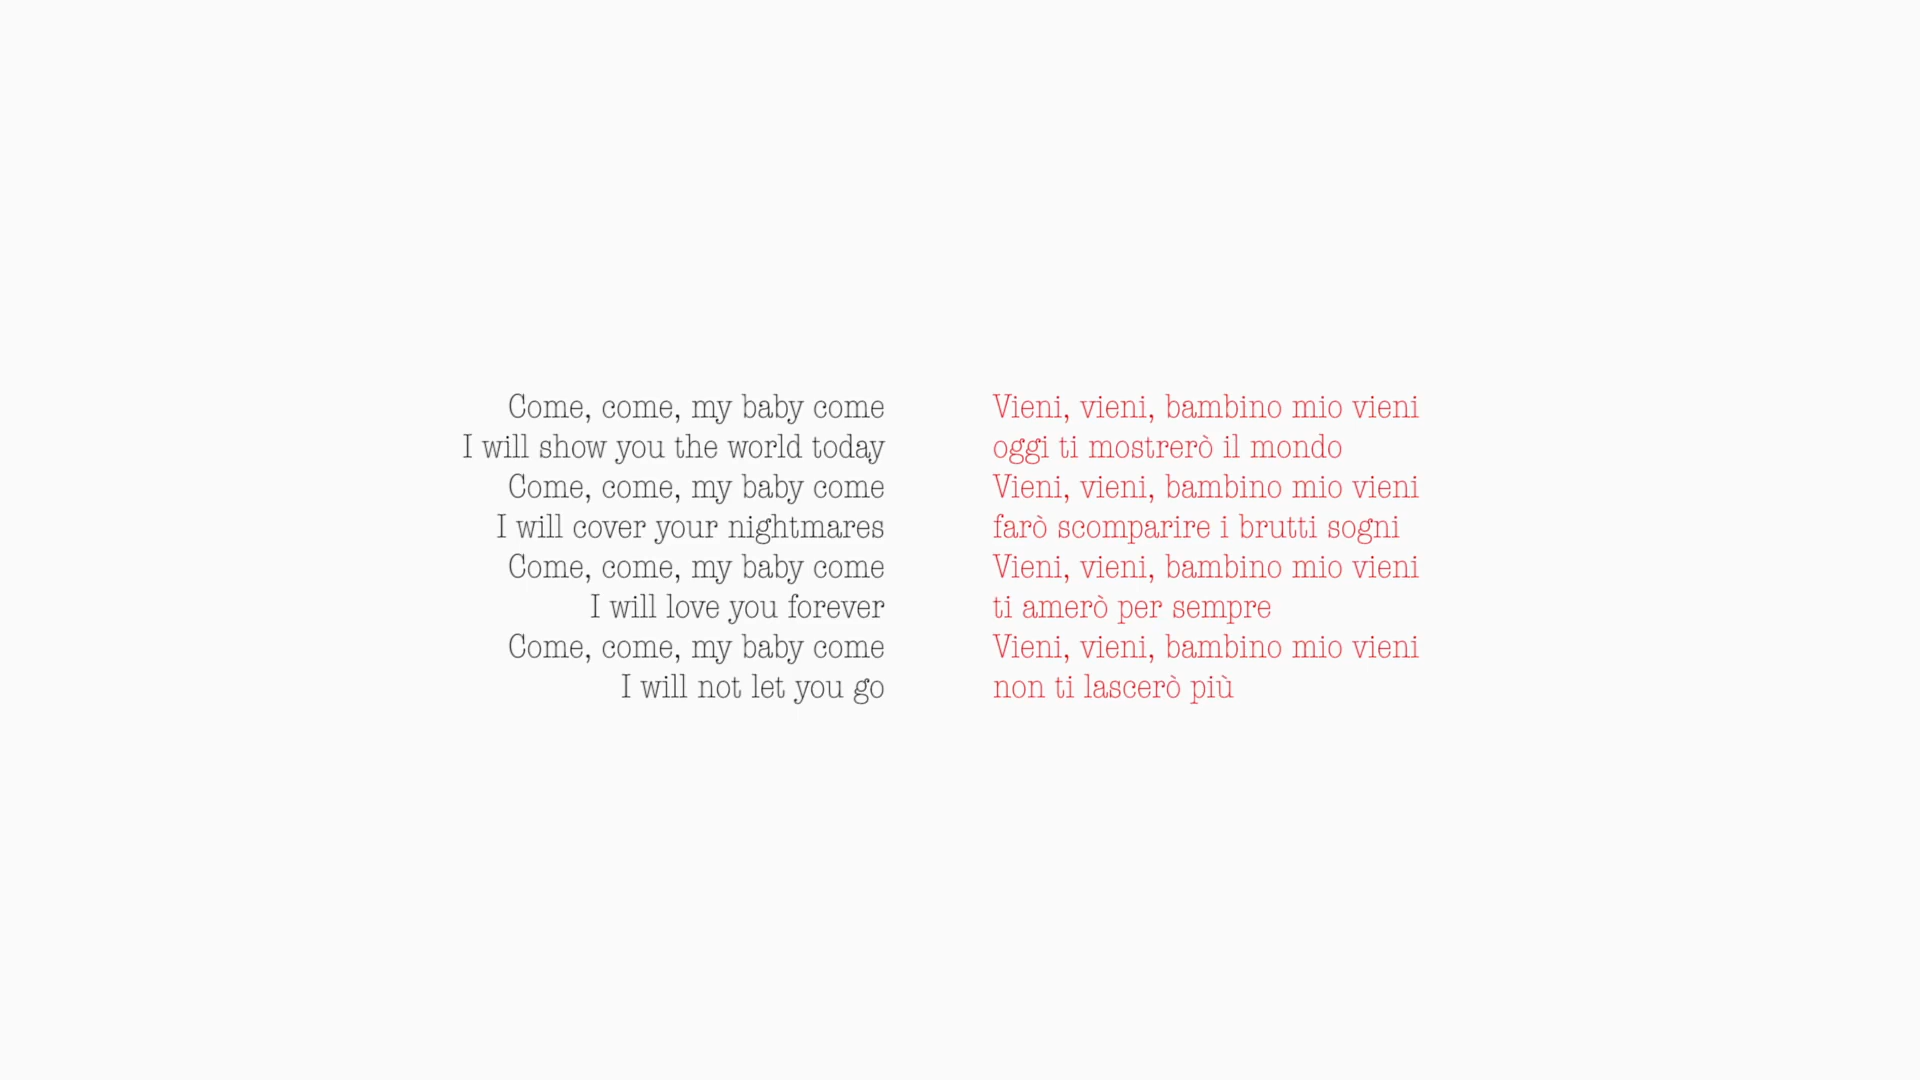 Come, come, my baby come
I will show you the world today
Come, come, my baby come
I will cover your nightmares
Come, come, my baby come
I will love you forever
Come, come, my baby come
I will not let you go
Vieni, vieni, bambino mio vieni
oggi ti mostrerò il mondo
Vieni, vieni, bambino mio vieni
farò scomparire i brutti sogni
Vieni, vieni, bambino mio vieni
ti amerò per sempre
Vieni, vieni, bambino mio vieni
non ti lascerò più